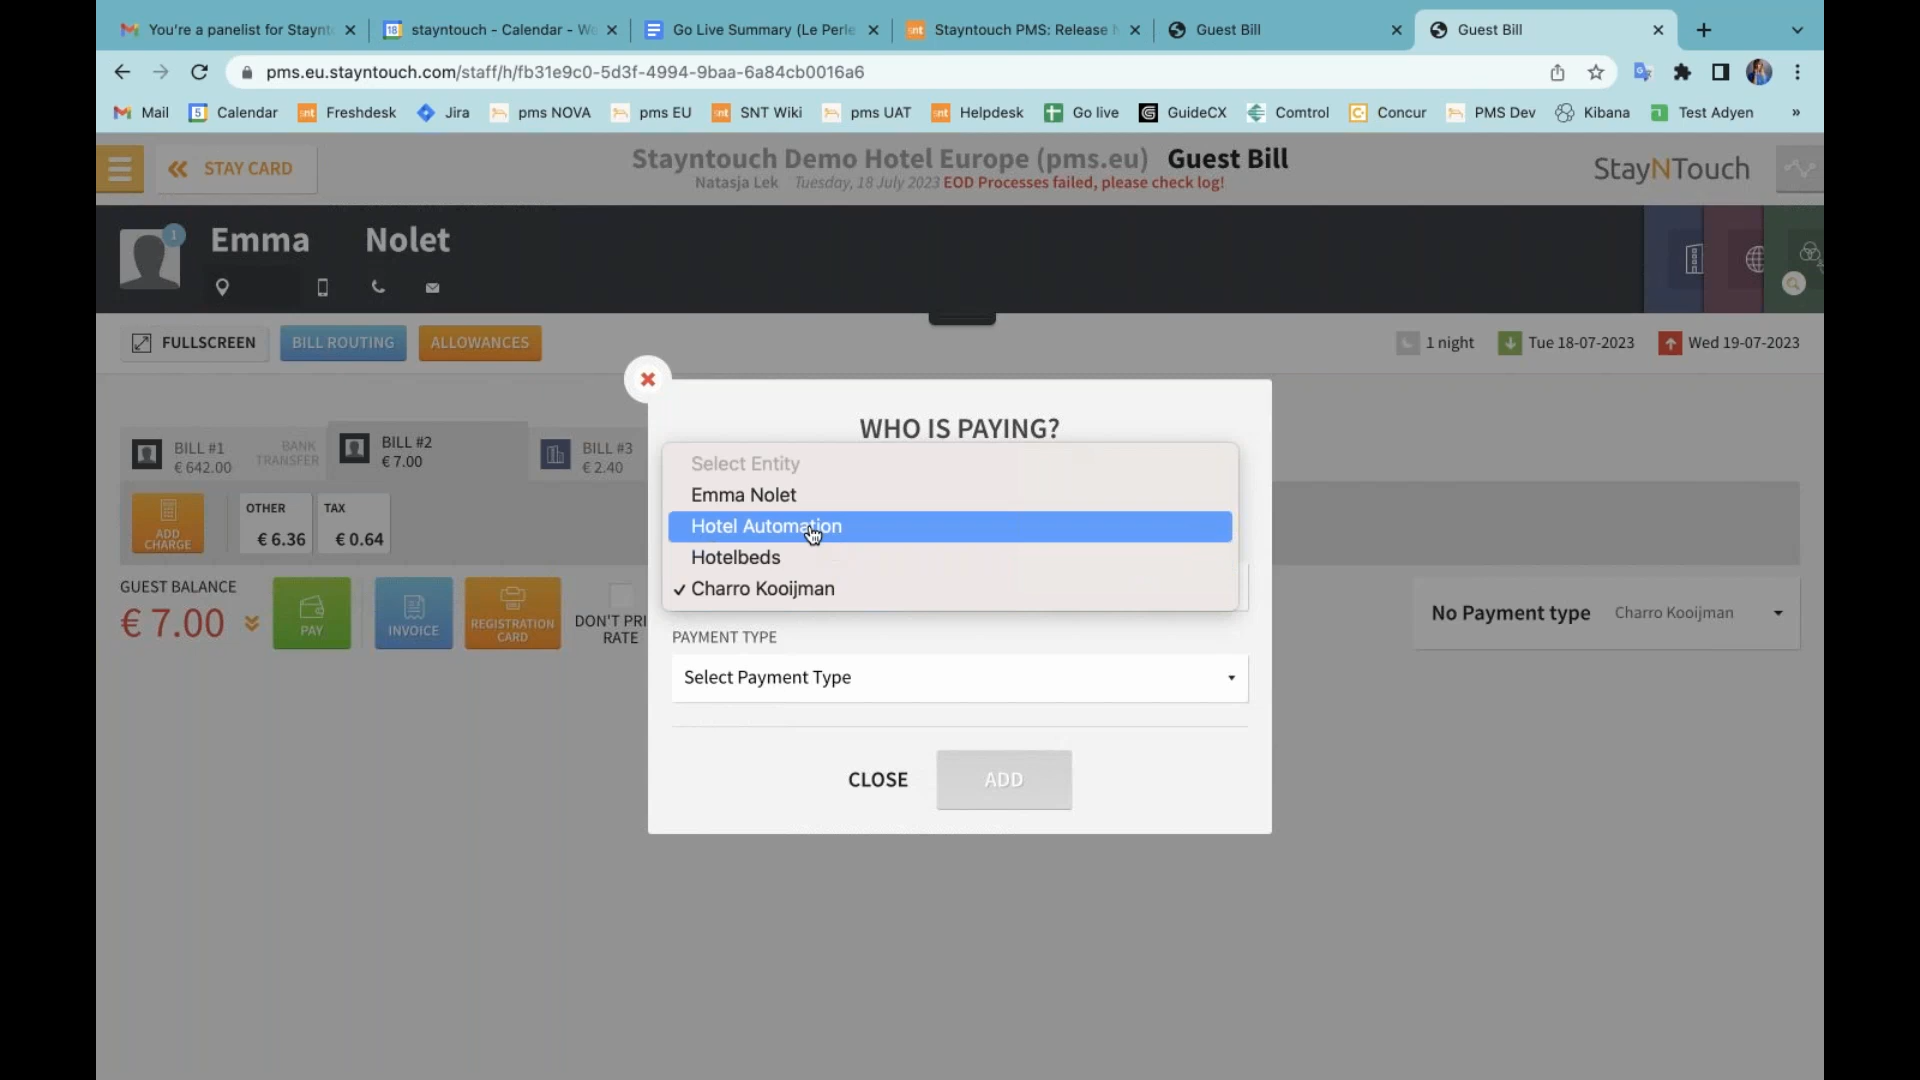 You're a panelist for Staynt
stayntouch - Calendar - Wo
Go Live Summary (Le Perle
Stayntouch PMS: Release N
Guest Bill
Guest Bill
pms.eu.stayntouch.com/staff/h/fb31e9c0-5d3f-4994-9baa-6a84cb0016a6
Mail
Calendar
Freshdesk
Jira
pms NOVA
pms EU
SNT Wiki
pms UAT
Helpdesk
Go live
GuideCX
Comtrol
Concur
PMS Dev
Kibana
Test Adyen
»
STAY CARD
Stayntouch Demo Hotel Europe (pms.eu) Guest Bill
Natasja Lek Tuesday, 18 July 2023 EOD Processes failed, please check log!
StayNTouch
1
Emma Nolet
FULLSCREEN
BILL ROUTING
ALLOWANCES
1 night
Tue 18-07-2023
Wed 19-07-2023
BILL #1
€ 642.00
BANK
TRANSFER
BILL #2
€ 7.00
BILL #3
€ 2.40
ADD
CHARGE
OTHER
€ 6.36
TAX
€ 0.64
GUEST BALANCE
€ 7.00
PAY
INVOICE
REGISTRATION
CARD
DON'T PRI
RATE
No Payment type Charro Kooijman
WHO IS PAYING?
Select Entity
Emma Nolet
Hotel Automation
Hotelbeds
✓ Charro Kooijman
PAYMENT TYPE
Select Payment Type
CLOSE
ADD